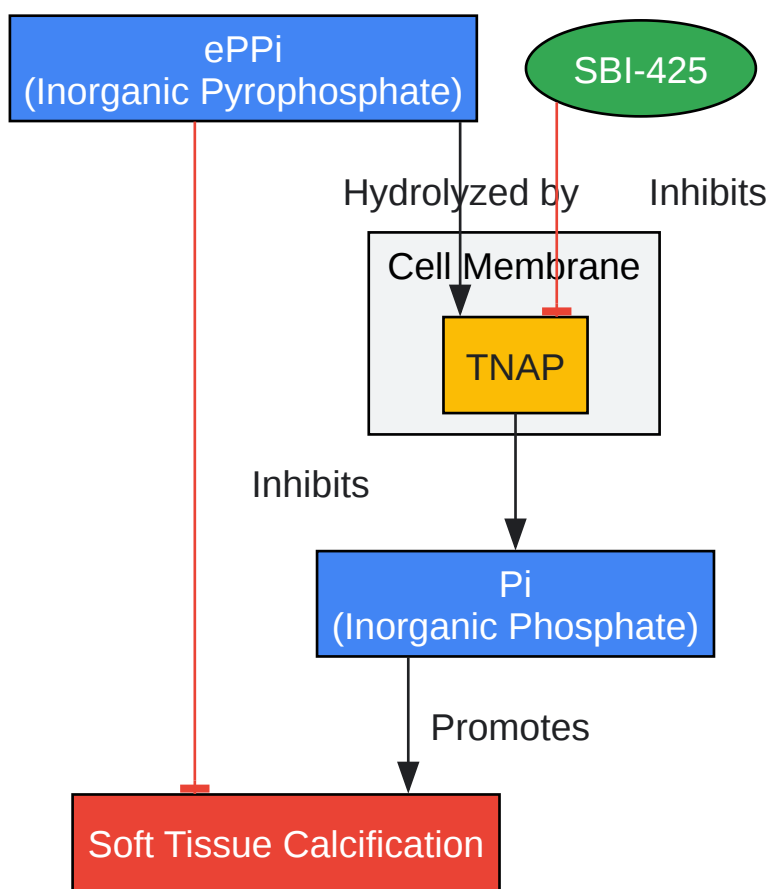 ePPi
(Inorganic Pyrophosphate)
SBI-425
Hydrolyzed by
Inhibits
Cell Membrane
TNAP
Inhibits
Pi
(Inorganic Phosphate)
Promotes
Soft Tissue Calcification